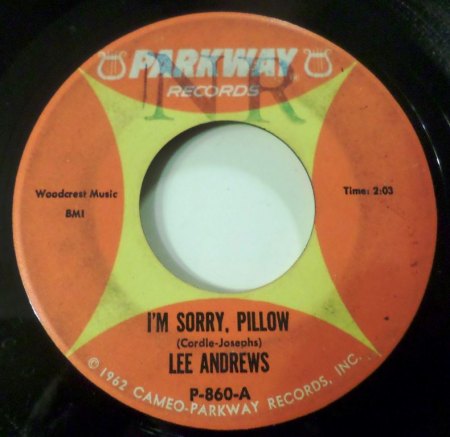 PARKWAY
RECORDS
NR
Woodcrest Music
BMI
Time: 2:03
I'M SORRY, PILLOW
(Cordle-Josephs)
LEE ANDREWS
P-860-A
© 1962 CAMEO-PARKWAY RECORDS, INC.